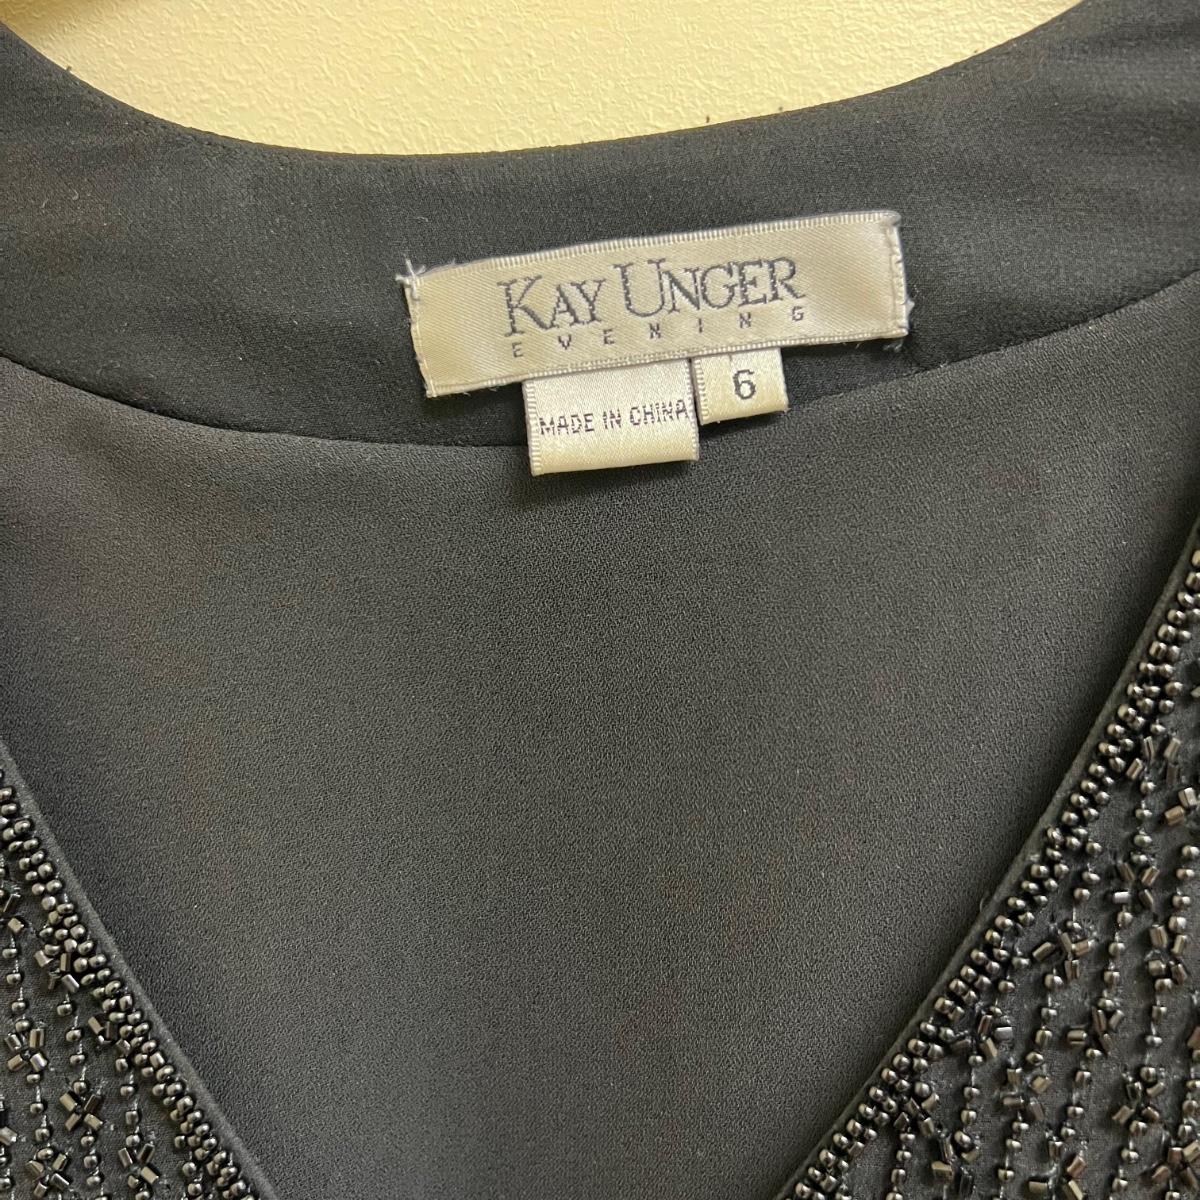 KAY UNGER
EVENING
MADE IN CHINA
6